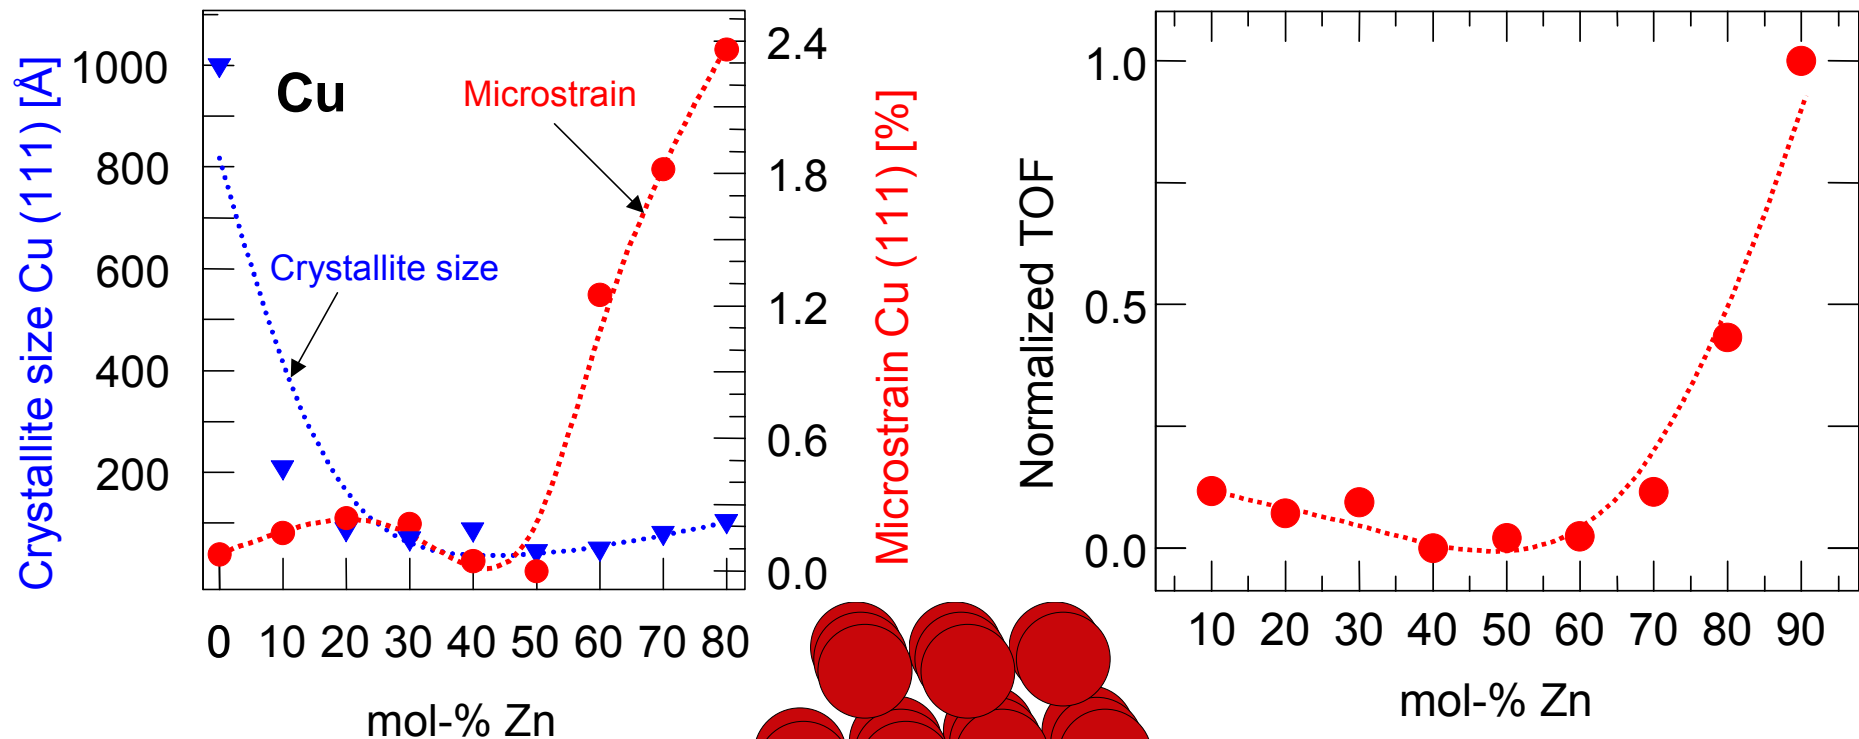 Crystallite size Cu (111) [Å]
1000
800
600
400
200
Cu
Microstrain
Crystallite size
2.4
1.8
1.2
0.6
0.0
Microstrain Cu (111) [%]
0 10 20 30 40 50 60 70 80
mol-% Zn
Normalized TOF
1.0
0.5
0.0
10 20 30 40 50 60 70 80 90
mol-% Zn